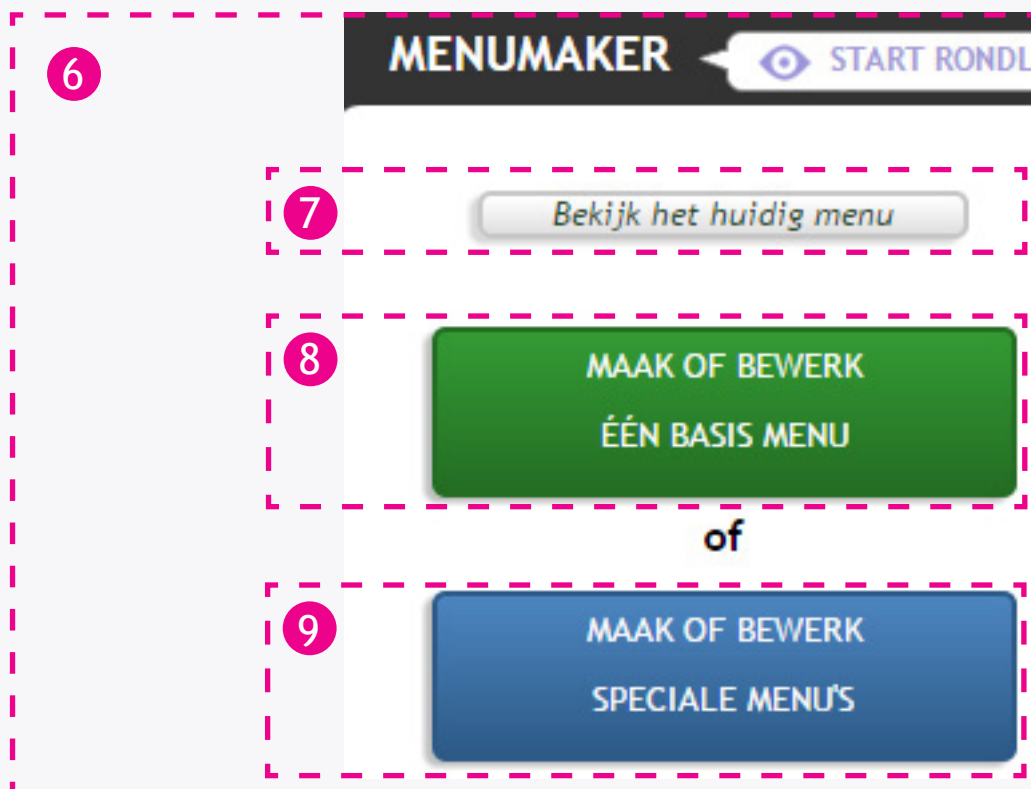 6
MENUMAKER START RONDL
7 Bekijk het huidig menu
8 MAAK OF BEWERK
ÉÉN BASIS MENU
of
9 MAAK OF BEWERK
SPECIALE MENU'S